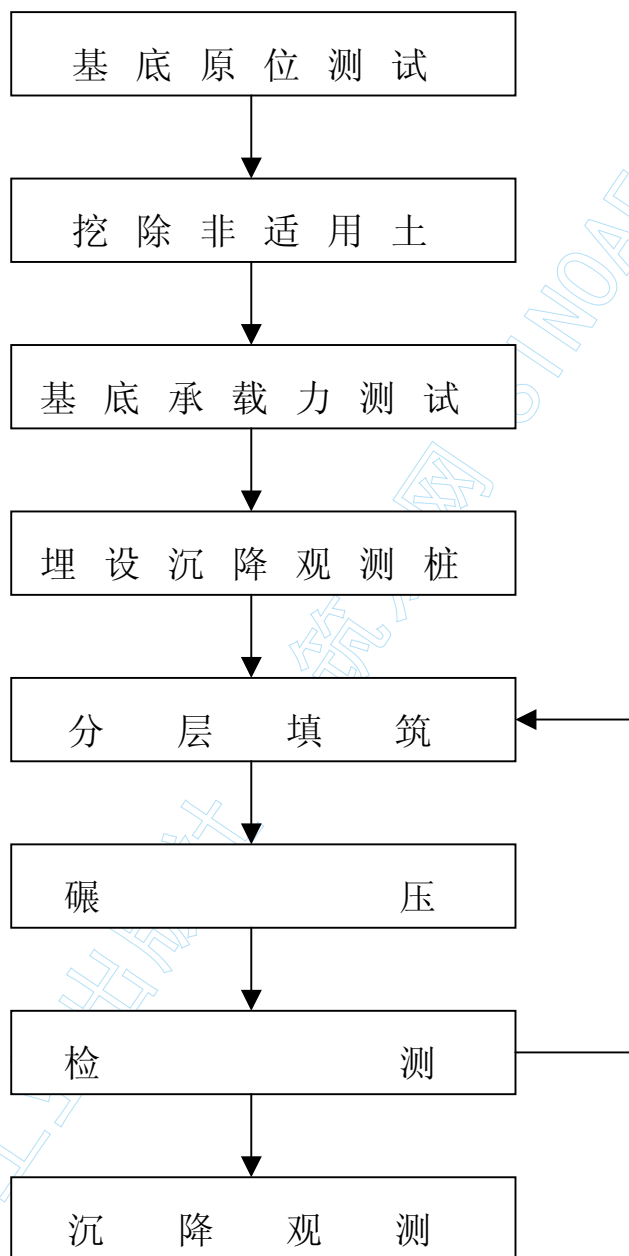 基底原位测试
挖除非适用土
基底承载力测试
埋设沉降观测桩
分层填筑
碾压
检测
沉降观测